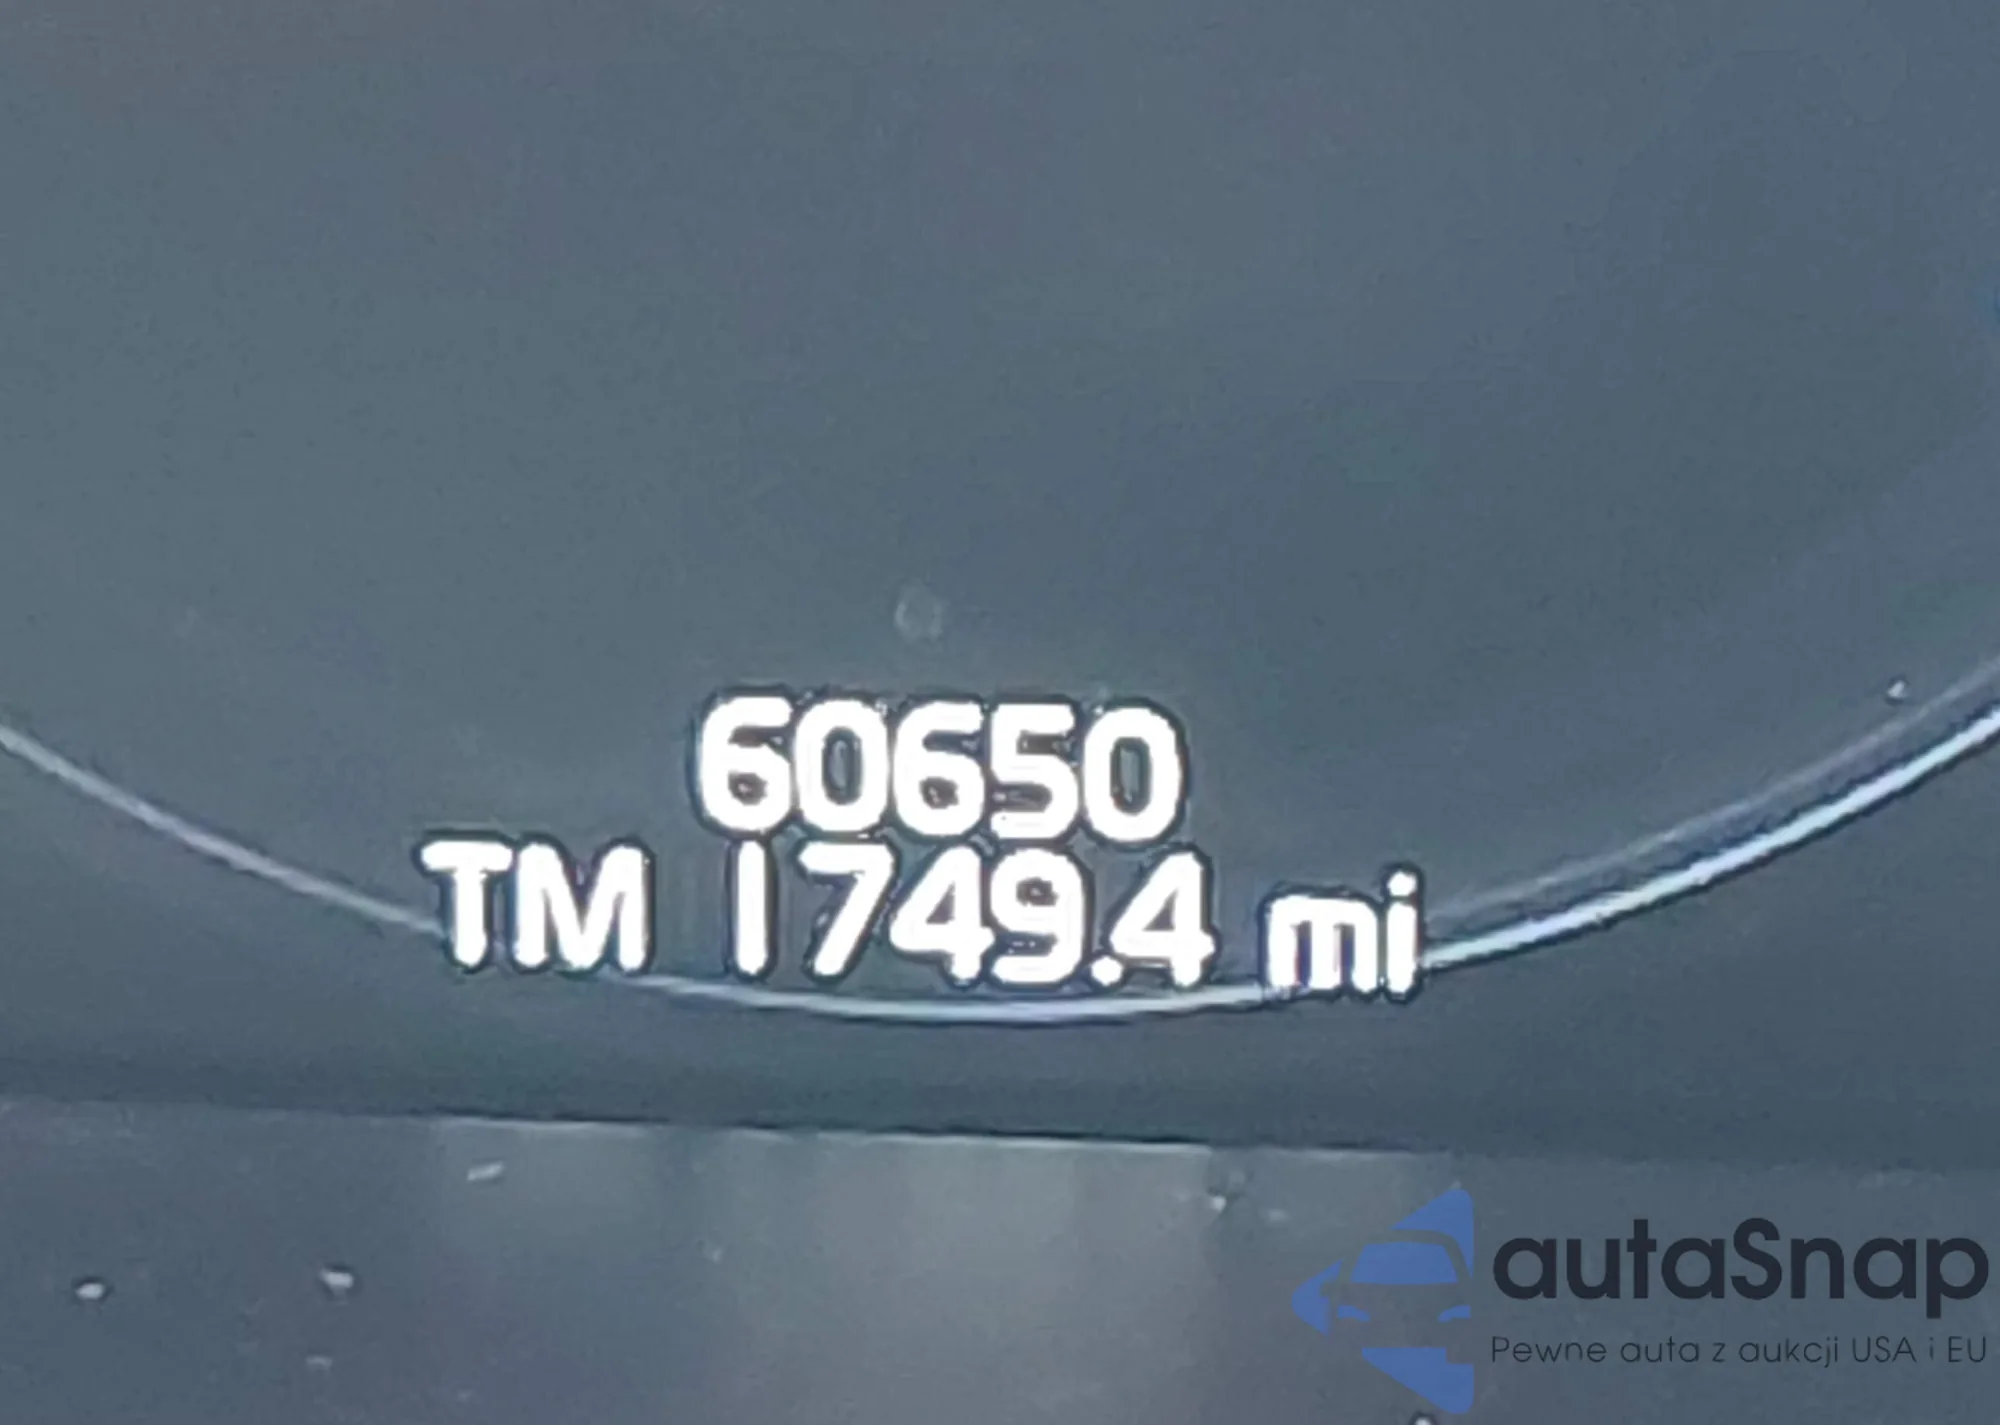 60650
TM 1749.4 mi
autaSnap
Pewne auta z aukcji USA i EU